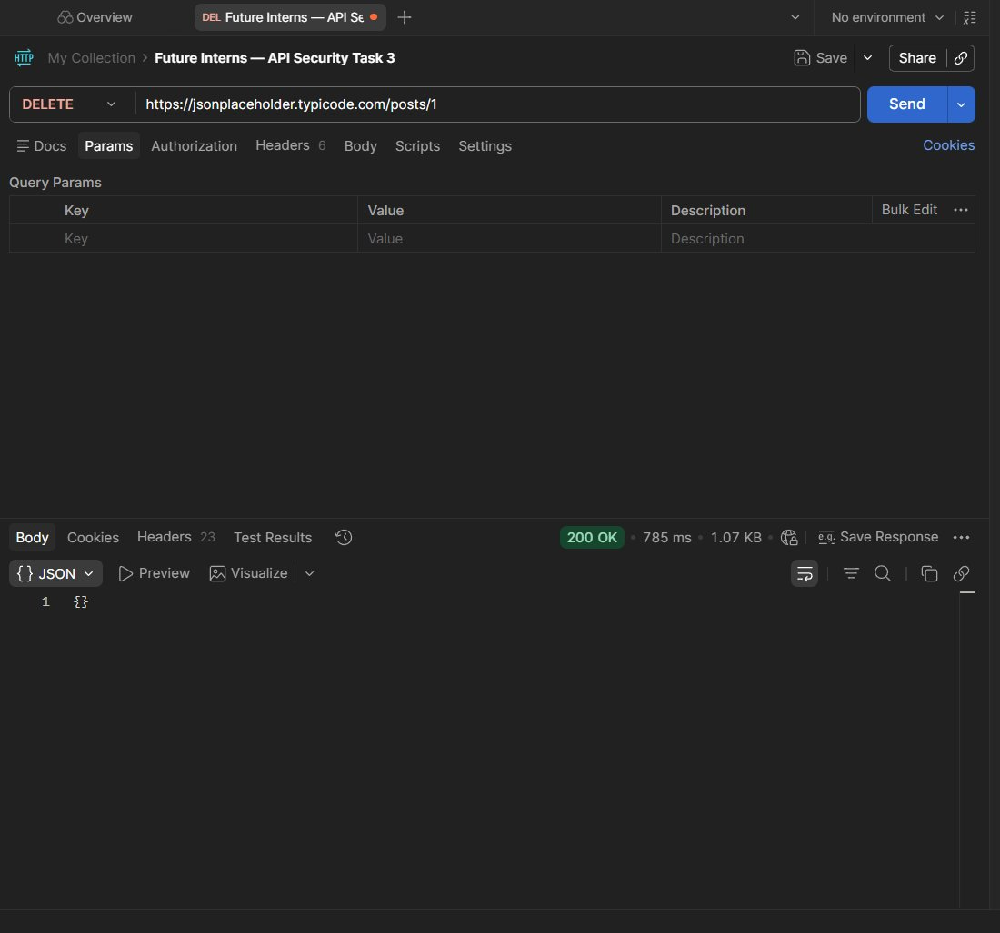 Overview DEL Future Interns — API Se No environment
HTTP My Collection > Future Interns — API Security Task 3 Save Share
DELETE https://jsonplaceholder.typicode.com/posts/1 Send
Docs Params Authorization Headers 6 Body Scripts Settings Cookies
Query Params
Key Value Description Bulk Edit
Key Value Description
Body Cookies Headers 23 Test Results 200 OK • 785 ms • 1.07 KB • e.g. Save Response
{} JSON Preview Visualize
1 {}